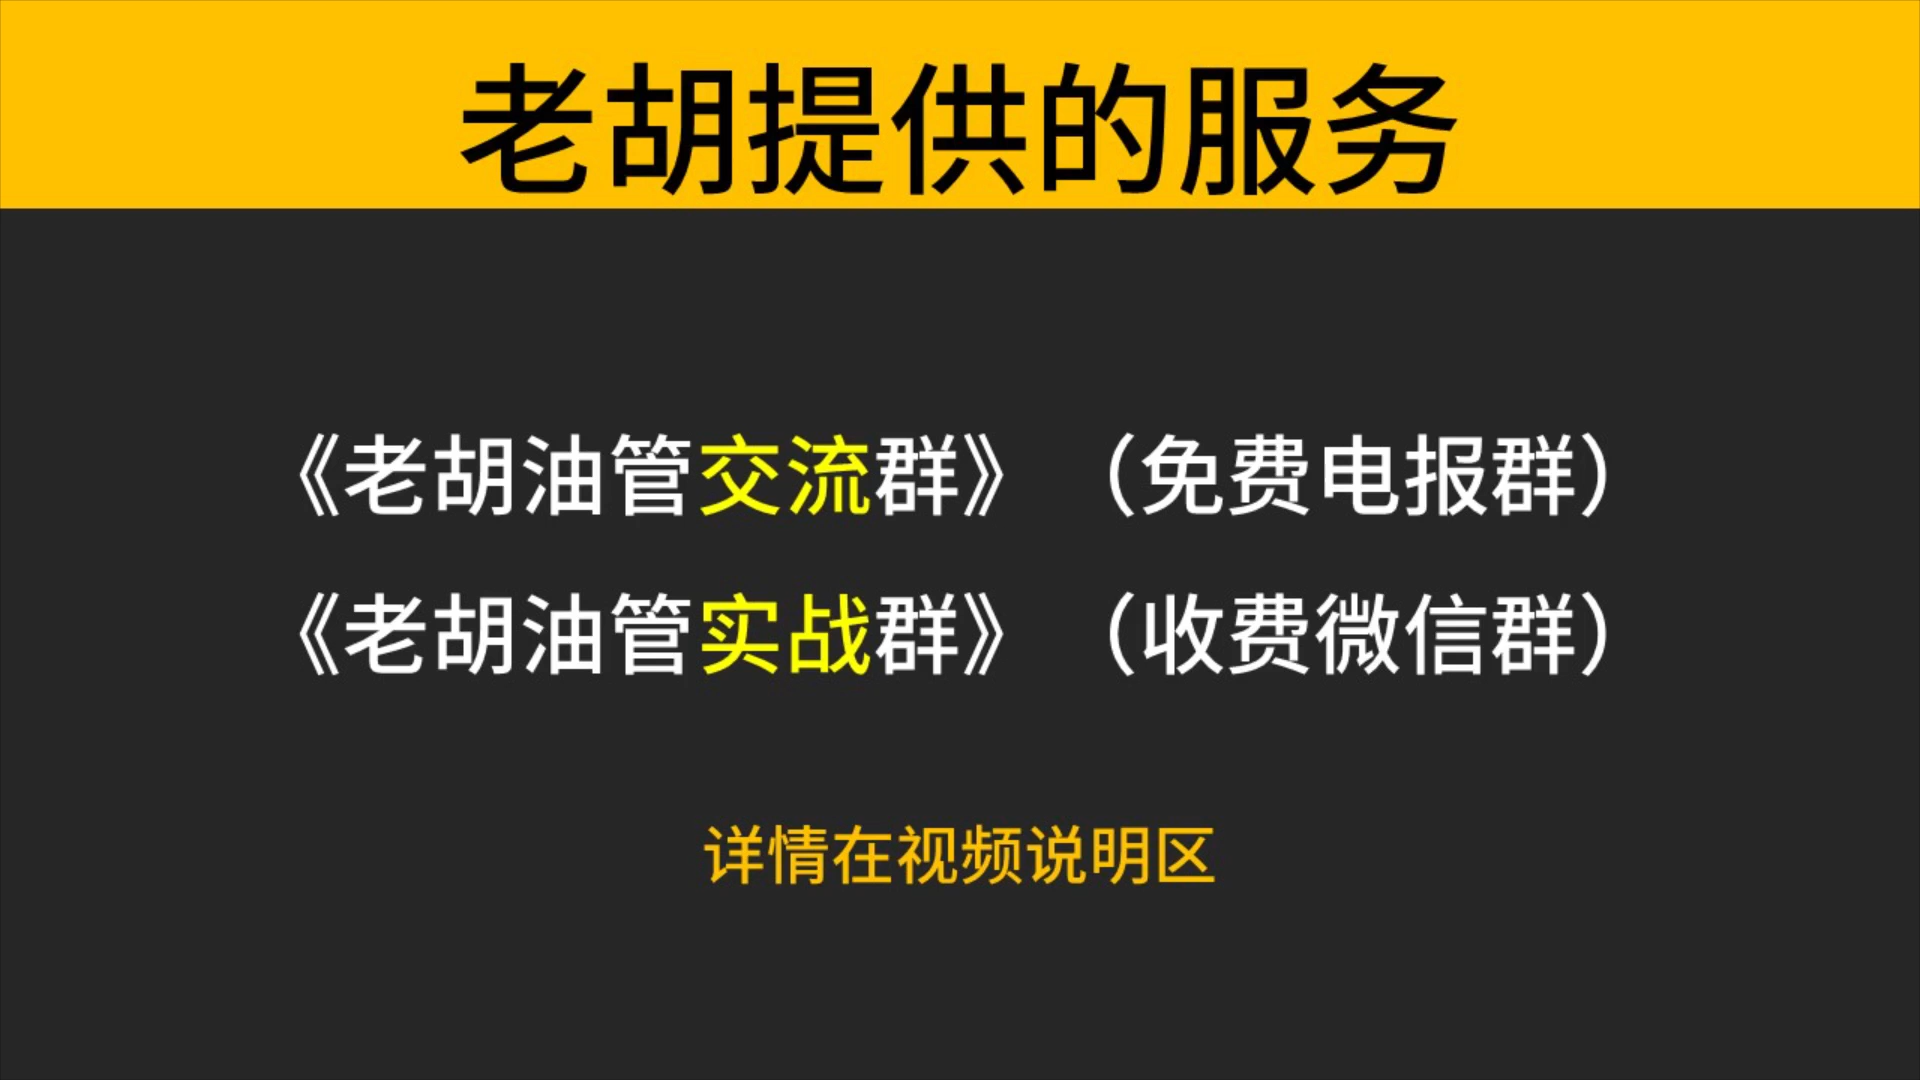 老胡提供的服务
《老胡油管交流群》（免费电报群）
《老胡油管实战群》（收费微信群）
详情在视频说明区